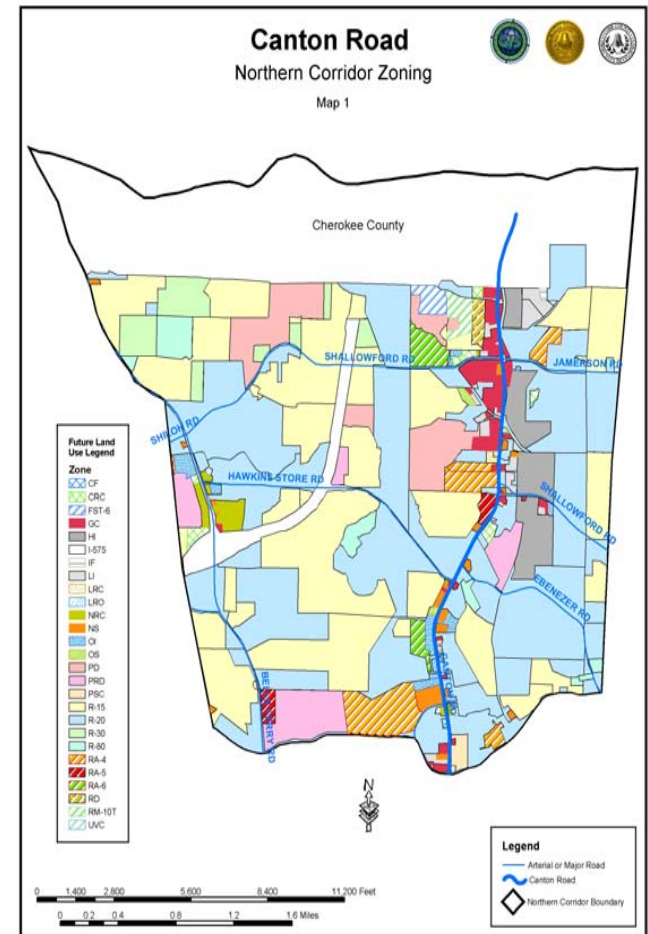 Canton Road
Northern Corridor Zoning
Map 1
Cherokee County
SHALLOWFORD RD
JAMERSON RD
SHILOH RD
HAWKINS STORE RD
SHALLOWFORD RD
EBENEZER RD
CANTON RD
Future Land
Use Legend
Zone
CF
CRC
FST-6
GC
HI
I-575
IF
LI
LRC
LRO
NRC
NS
OI
OS
PD
PRD
PSC
R-15
R-20
R-30
R-80
RA-4
RA-5
RA-6
RD
RM-10T
UVC
N
Legend
Arterial or Major Road
Canton Road
Northern Corridor Boundary
0 1,400 2,800 5,600 8,400 11,200 Feet
0 0.2 0.4 0.8 1.2 1.6 Miles